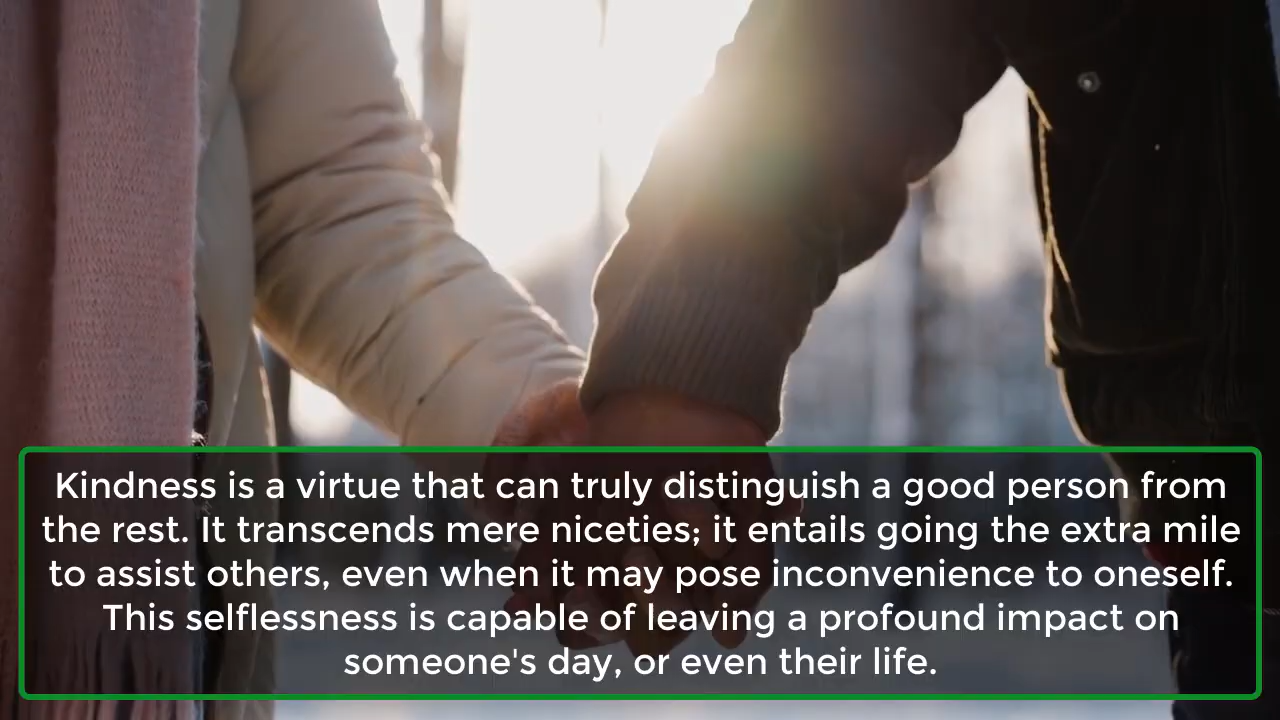 Kindness is a virtue that can truly distinguish a good person from
the rest. It transcends mere niceties; it entails going the extra mile
to assist others, even when it may pose inconvenience to oneself.
This selflessness is capable of leaving a profound impact on
someone's day, or even their life.